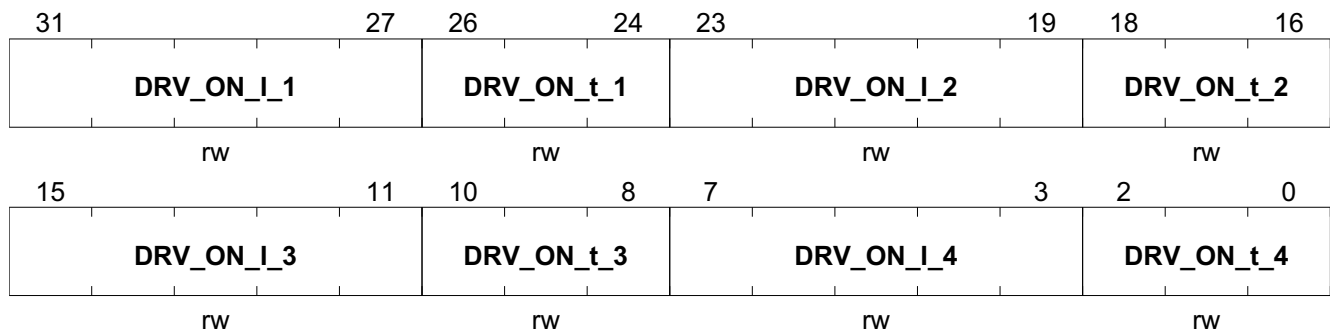 31 27 26 24 23 19 18 16
DRV_ON_I_1 DRV_ON_t_1 DRV_ON_I_2 DRV_ON_t_2
rw rw rw rw
15 11 10 8 7 3 2 0
DRV_ON_I_3 DRV_ON_t_3 DRV_ON_I_4 DRV_ON_t_4
rw rw rw rw